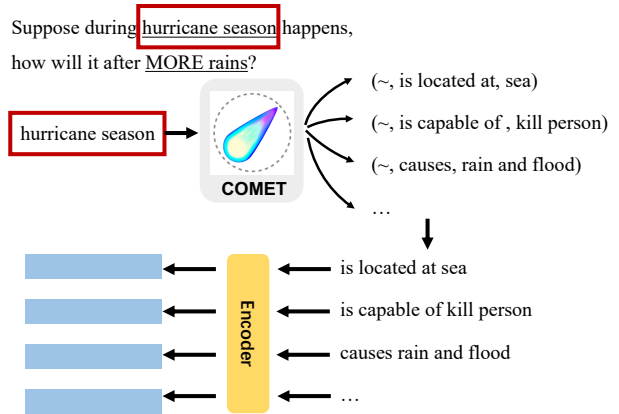 Suppose during hurricane season happens,
how will it after MORE rains?
(~, is located at, sea)
hurricane season
(~, is capable of , kill person)
(~, causes, rain and flood)
COMET
…
is located at sea
is capable of kill person
Encoder
causes rain and flood
…